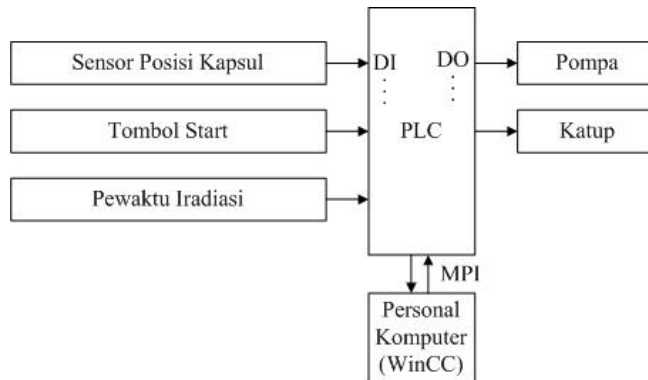 Sensor Posisi Kapsul
Tombol Start
Pewaktu Iradiasi
DI
DO
PLC
Pompa
Katup
MPI
Personal
Komputer
(WinCC)